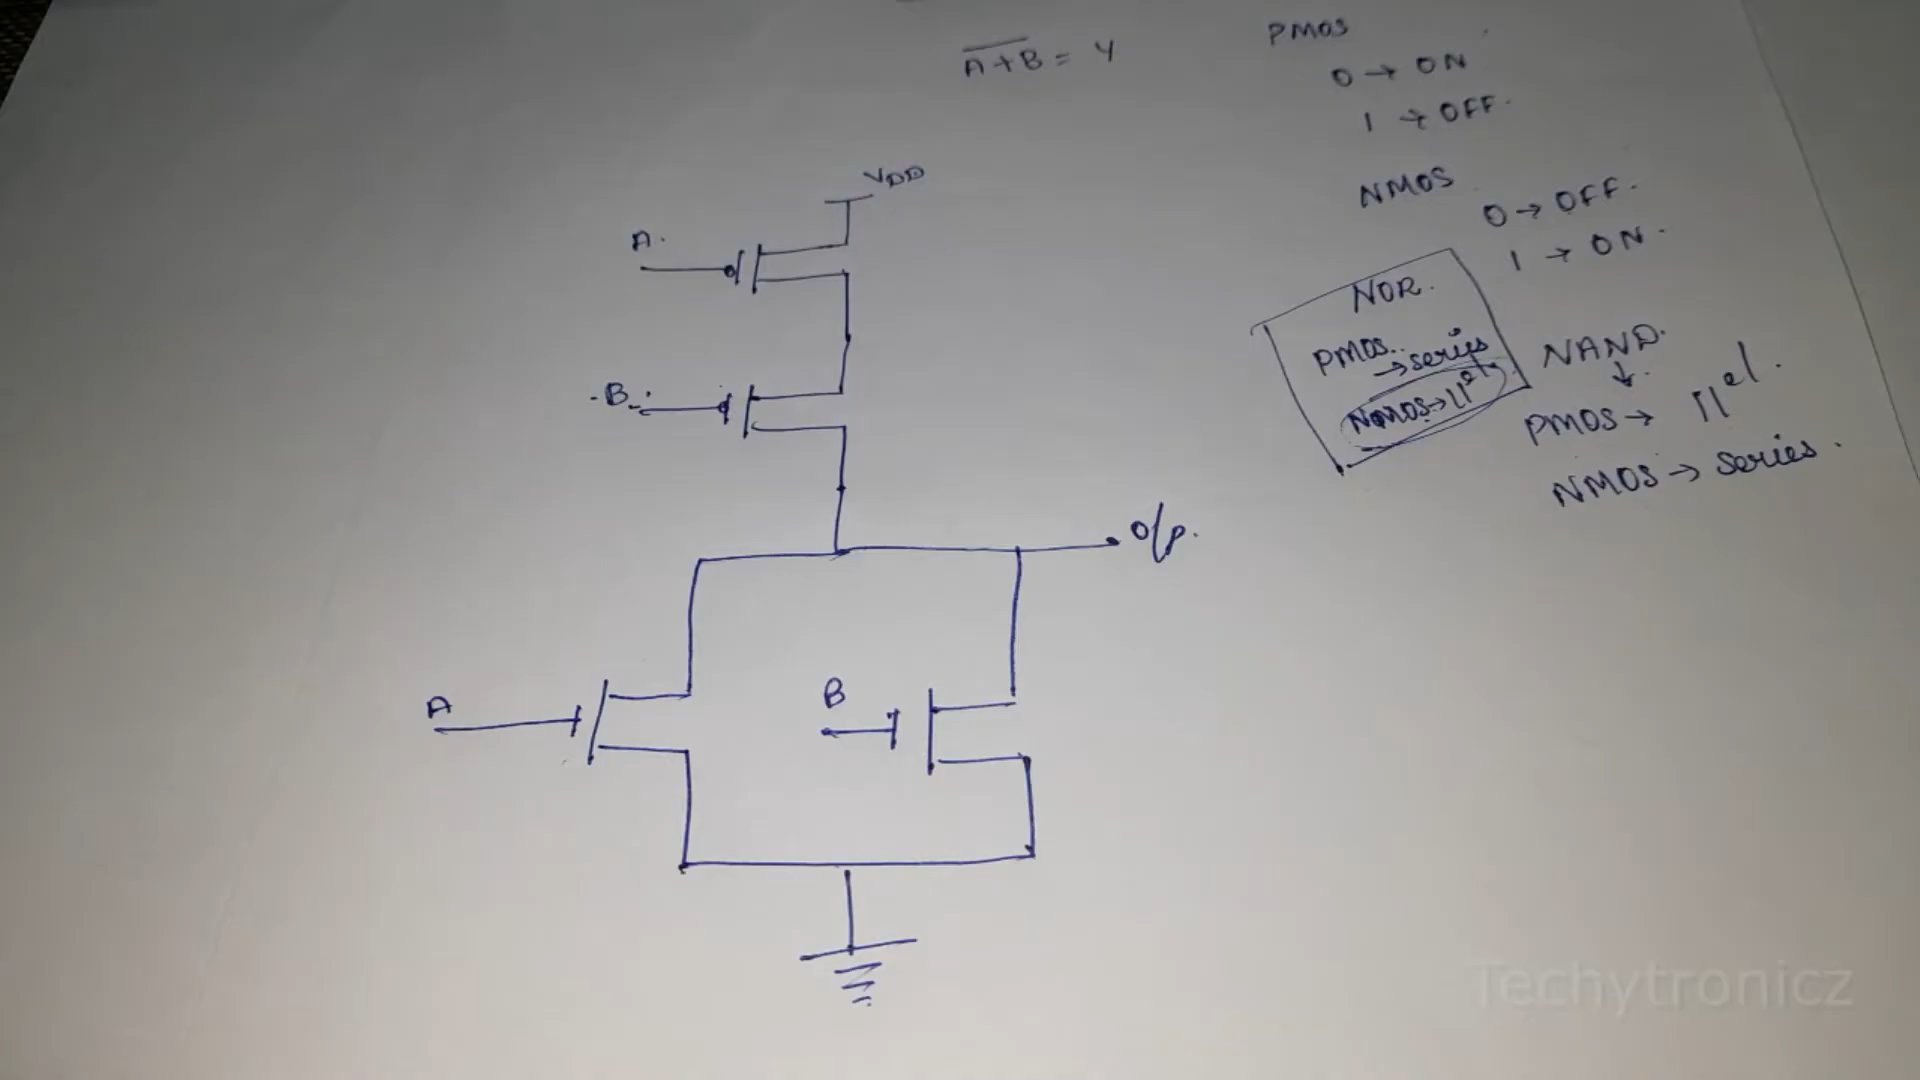 A+B = Y
PMOS
0 → ON
1 → OFF.
NMOS
0 → OFF.
1 → ON.
NOR.
PMOS..
→ series
NMOS → ||el
NAND.
↓.
PMOS → ||el.
NMOS → series.
VDD
A.
B
O/p.
A
B
Techytronicz